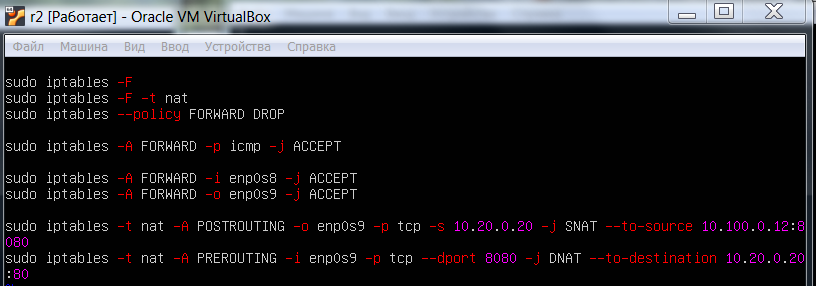 r2 [Работает] - Oracle VM VirtualBox
Файл Машина Вид Ввод Устройства Справка
sudo iptables -F
sudo iptables -F -t nat
sudo iptables --policy FORWARD DROP
sudo iptables -A FORWARD -p icmp -j ACCEPT
sudo iptables -A FORWARD -i enp0s8 -j ACCEPT
sudo iptables -A FORWARD -o enp0s9 -j ACCEPT
sudo iptables -t nat -A POSTROUTING -o enp0s9 -p tcp -s 10.20.0.20 -j SNAT --to-source 10.100.0.12:8
080
sudo iptables -t nat -A PREROUTING -i enp0s9 -p tcp --dport 8080 -j DNAT --to-destination 10.20.0.20
:80